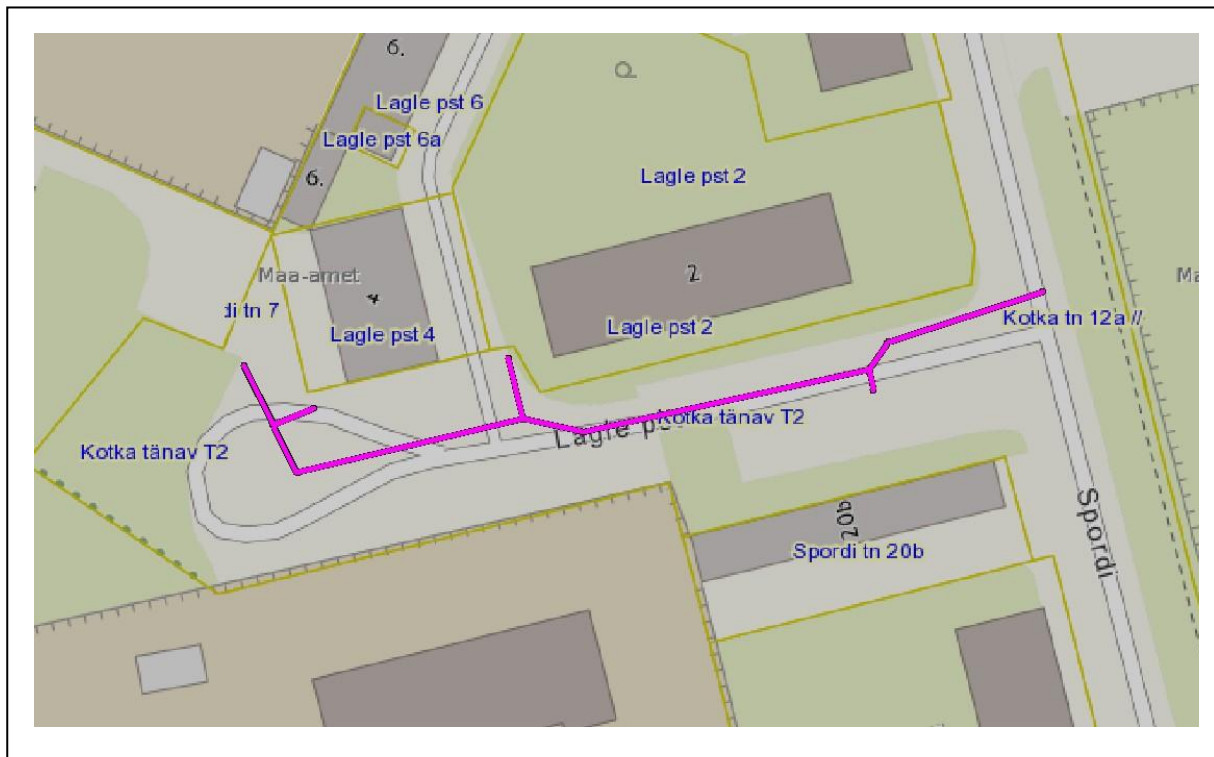 6.
Lagle pst 6
Lagle pst 6a
6.
Lagle pst 2
Maa-amet
2
di tn 7
4
Lagle pst 4
Lagle pst 2
Kotka tn 12a //
Kotka tänav T2
Lagle ps
Kotka tänav T2
20b
Spordi tn 20b
Spordi